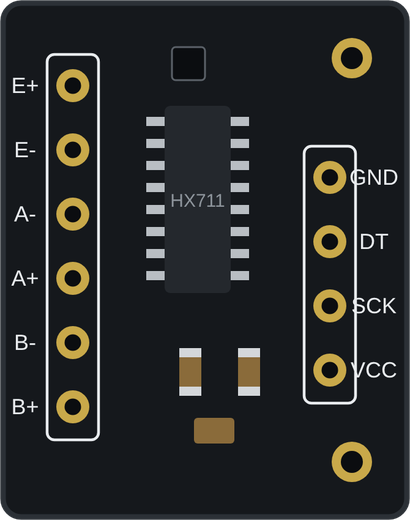 E+
E-
A-
A+
B-
B+
HX711
GND
DT
SCK
VCC